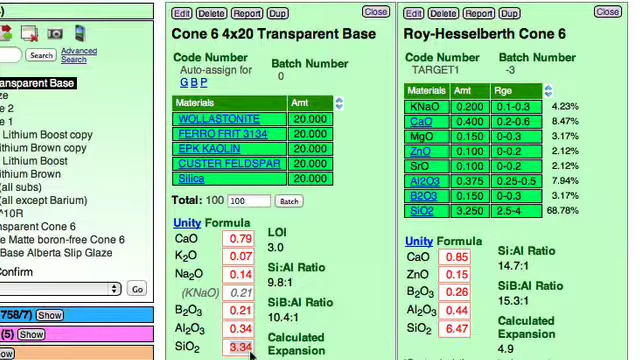 Search
Advanced
Search
ransparent Base
ze
e 2
e 1
Lithium Boost copy
ithium Brown copy
Lithium Boost
ithium Brown
(all subs)
(all except Barium)
^10R
nsparent Cone 6
e Matte boron-free Cone 6
Base Alberta Slip Glaze
Confirm
Go
758/7) Show
(5) Show
Show
Edit Delete Report Dup Close
Cone 6 4x20 Transparent Base
Code Number Batch Number
Auto-assign for 0
G B P
Materials Amt
WOLLASTONITE 20.000
FERRO FRIT 3134 20.000
EPK KAOLIN 20.000
CUSTER FELDSPAR 20.000
Silica 20.000
Total: 100 100 Batch
Unity Formula
CaO 0.79
K2O 0.07
Na2O 0.14
(KNaO) 0.21
B2O3 0.21
Al2O3 0.34
SiO2 3.34
LOI
3.0
Si:Al Ratio
9.8:1
SiB:Al Ratio
10.4:1
Calculated
Expansion
Edit Delete Report Dup Close
Roy-Hesselberth Cone 6
Code Number Batch Number
TARGET1 -3
Materials Amt Rge
KNaO 0.200 0.1-0.3 4.23%
CaO 0.400 0.2-0.6 8.47%
MgO 0.150 0-0.3 3.17%
ZnO 0.100 0-0.2 2.12%
SrO 0.100 0-0.2 2.12%
Al2O3 0.375 0.25-0.5 7.94%
B2O3 0.150 0-0.3 3.17%
SiO2 3.250 2.5-4 68.78%
Unity Formula
CaO 0.85
ZnO 0.15
B2O3 0.26
Al2O3 0.44
SiO2 6.47
Si:Al Ratio
14.7:1
SiB:Al Ratio
15.3:1
Calculated
Expansion
4.9